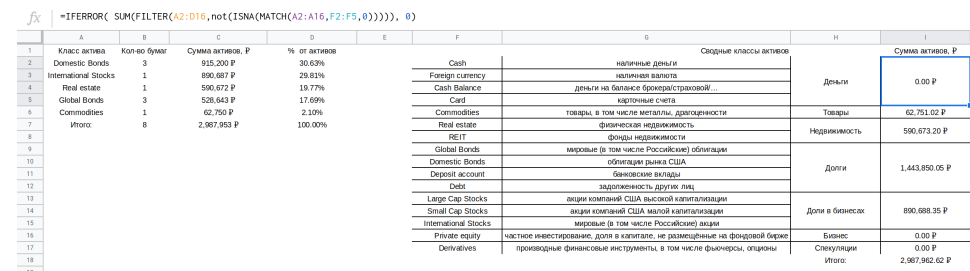 fx =IFERROR( SUM(FILTER(A2:D16,not(ISNA(MATCH(A2:A16,F2:F5,0))))), 0)
A B C D E F G H I
1 Класс актива Кол-во бумаг Сумма активов, ₽ % от активов Сводные классы активов Сумма активов, ₽
2 Domestic Bonds 3 915,200 ₽ 30.63% Cash наличные деньги
3 International Stocks 1 890,687 ₽ 29.81% Foreign currency наличная валюта
Деньги 0.00 ₽
4 Real estate 1 590,672 ₽ 19.77% Cash Balance деньги на балансе брокера/страховой/...
5 Global Bonds 3 528,643 ₽ 17.69% Card карточные счета
6 Commodities 1 62,750 ₽ 2.10% Commodities товары, в том числе металлы, драгоценности Товары 62,751.02 ₽
7 Итого: 8 2,987,953 ₽ 100.00% Real estate физическая недвижимость
Недвижимость 590,673.20 ₽
8 REIT фонды недвижимости
9 Global Bonds мировые (в том числе Российские) облигации
10 Domestic Bonds облигации рынка США
Долги 1,443,850.05 ₽
11 Deposit account банковские вклады
12 Debt задолженность других лиц
13 Large Cap Stocks акции компаний США высокой капитализации
14 Small Cap Stocks акции компаний США малой капитализации Доли в бизнесах 890,688.35 ₽
15 International Stocks мировые (в том числе Российские) акции
16 Private equity частное инвестирование, доля в капитале, не размещённые на фондовой бирже Бизнес 0.00 ₽
17 Derivatives производные финансовые инструменты, в том числе фьючерсы, опционы Спекуляции 0.00 ₽
18 Итого: 2,987,962.62 ₽